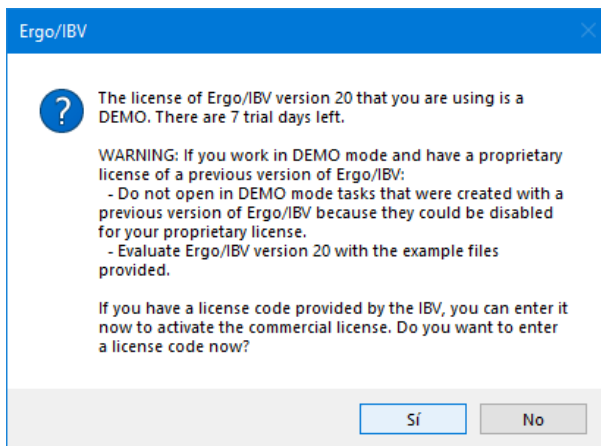 Ergo/IBV
The license of Ergo/IBV version 20 that you are using is a
DEMO. There are 7 trial days left.
WARNING: If you work in DEMO mode and have a proprietary
license of a previous version of Ergo/IBV:
- Do not open in DEMO mode tasks that were created with a
previous version of Ergo/IBV because they could be disabled
for your proprietary license.
- Evaluate Ergo/IBV version 20 with the example files
provided.
If you have a license code provided by the IBV, you can enter it
now to activate the commercial license. Do you want to enter
a license code now?
Sí No